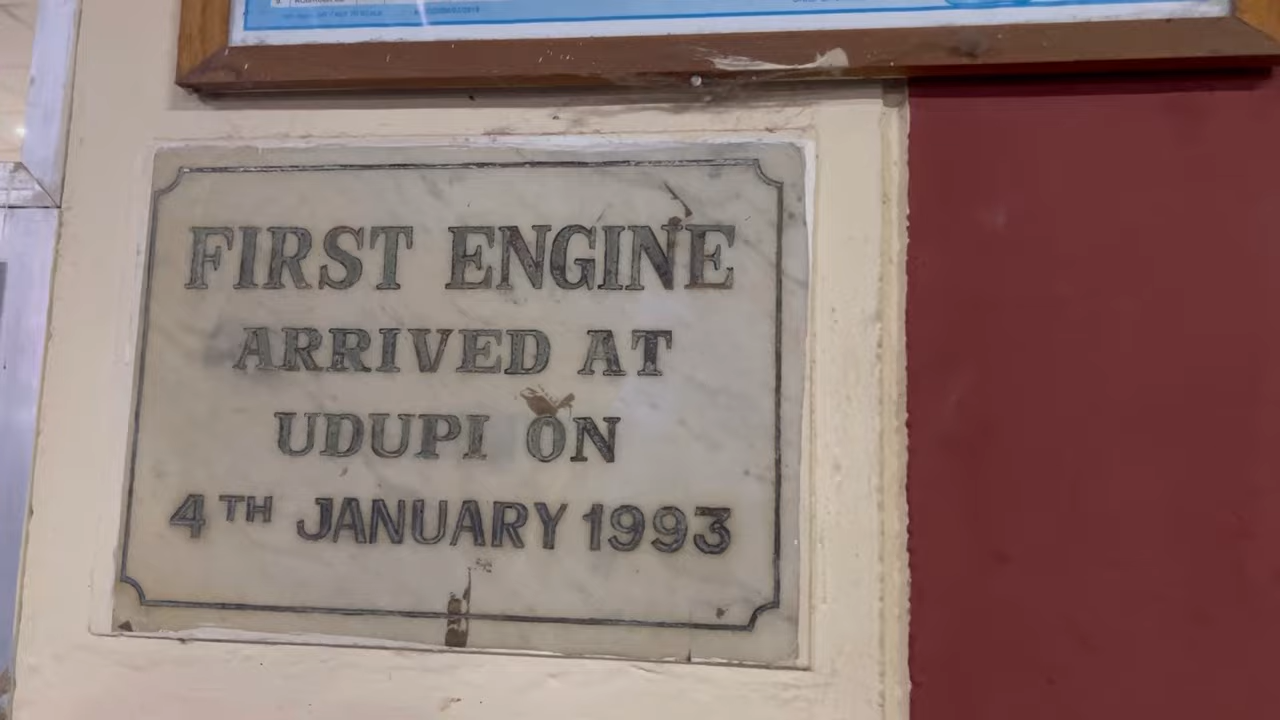 FIRST ENGINE
ARRIVED AT
UDUPI ON
4TH JANUARY 1993